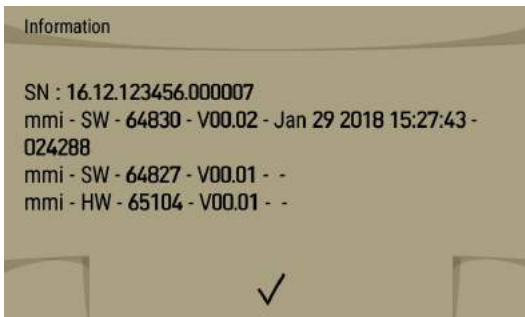 Information
SN : 16.12.123456.000007
mmi - SW - 64830 - V00.02 - Jan 29 2018 15:27:43 -
024288
mmi - SW - 64827 - V00.01 - -
mmi - HW - 65104 - V00.01 - -